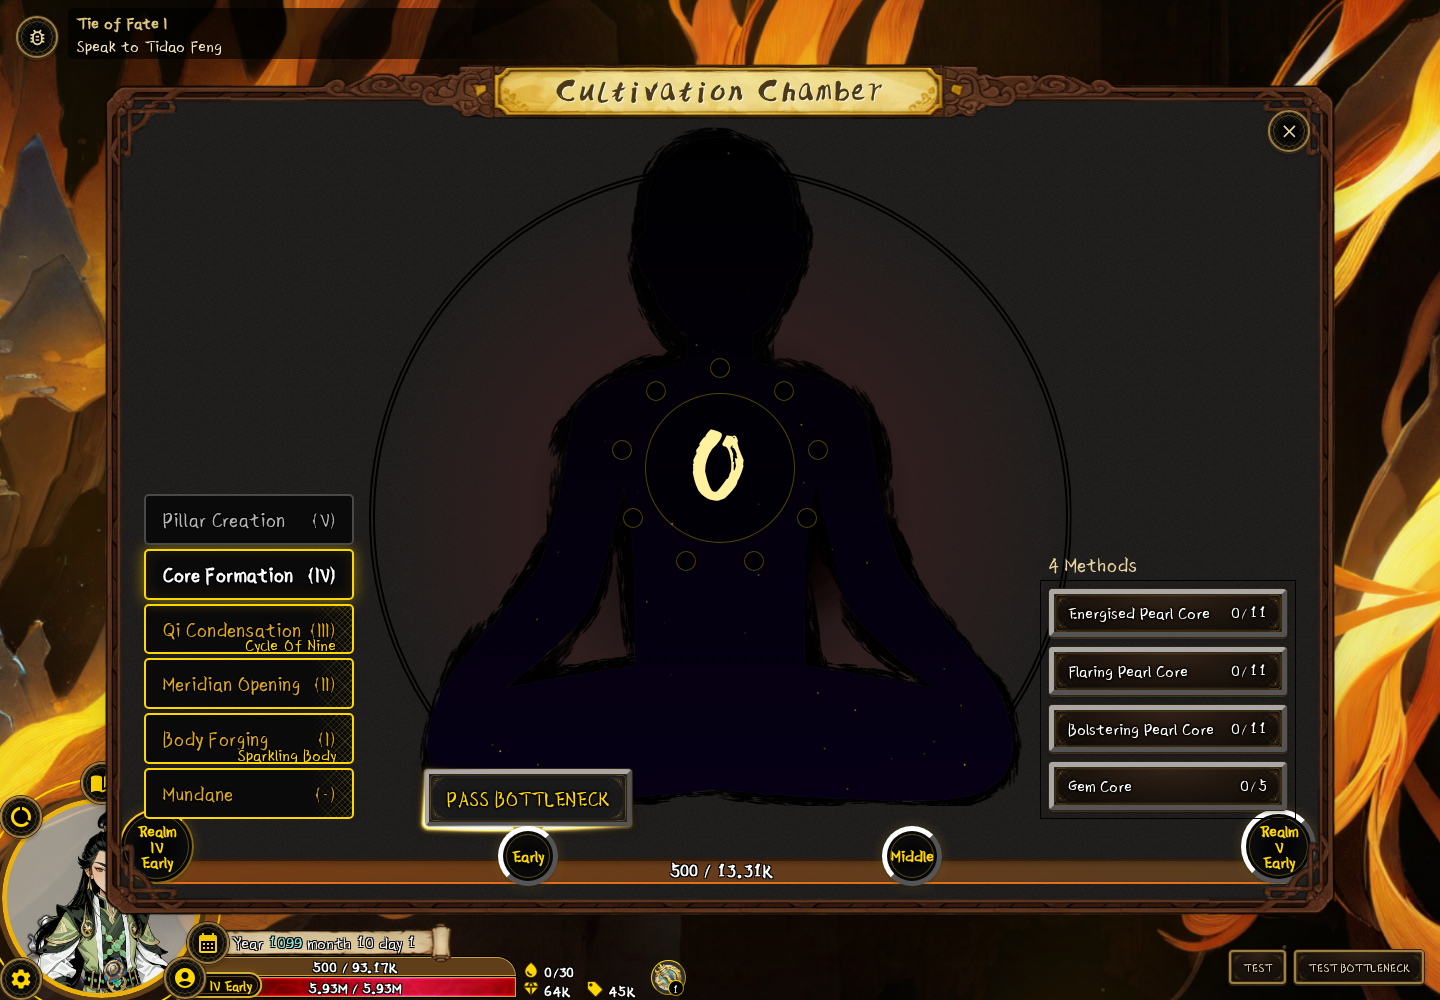 Tie of Fate I
Speak to Tidao Feng
Cultivation Chamber
0
Pillar Creation (V)
Core Formation (IV)
Qi Condensation (III)
Cycle Of Nine
Meridian Opening (II)
Body Forging (I)
Sparkling Body
Mundane (-)
4 Methods
Energised Pearl Core 0/11
Flaring Pearl Core 0/11
Bolstering Pearl Core 0/11
Gem Core 0/5
PASS BOTTLENECK
Realm
IV
Early
Early
500 / 13.31K
Middle
Realm
V
Early
Year 1099 month 10 day 1
500 / 93.17K
IV Early
5.93M / 5.93M
0/30
64K
45K
1
TEST
TEST BOTTLENECK